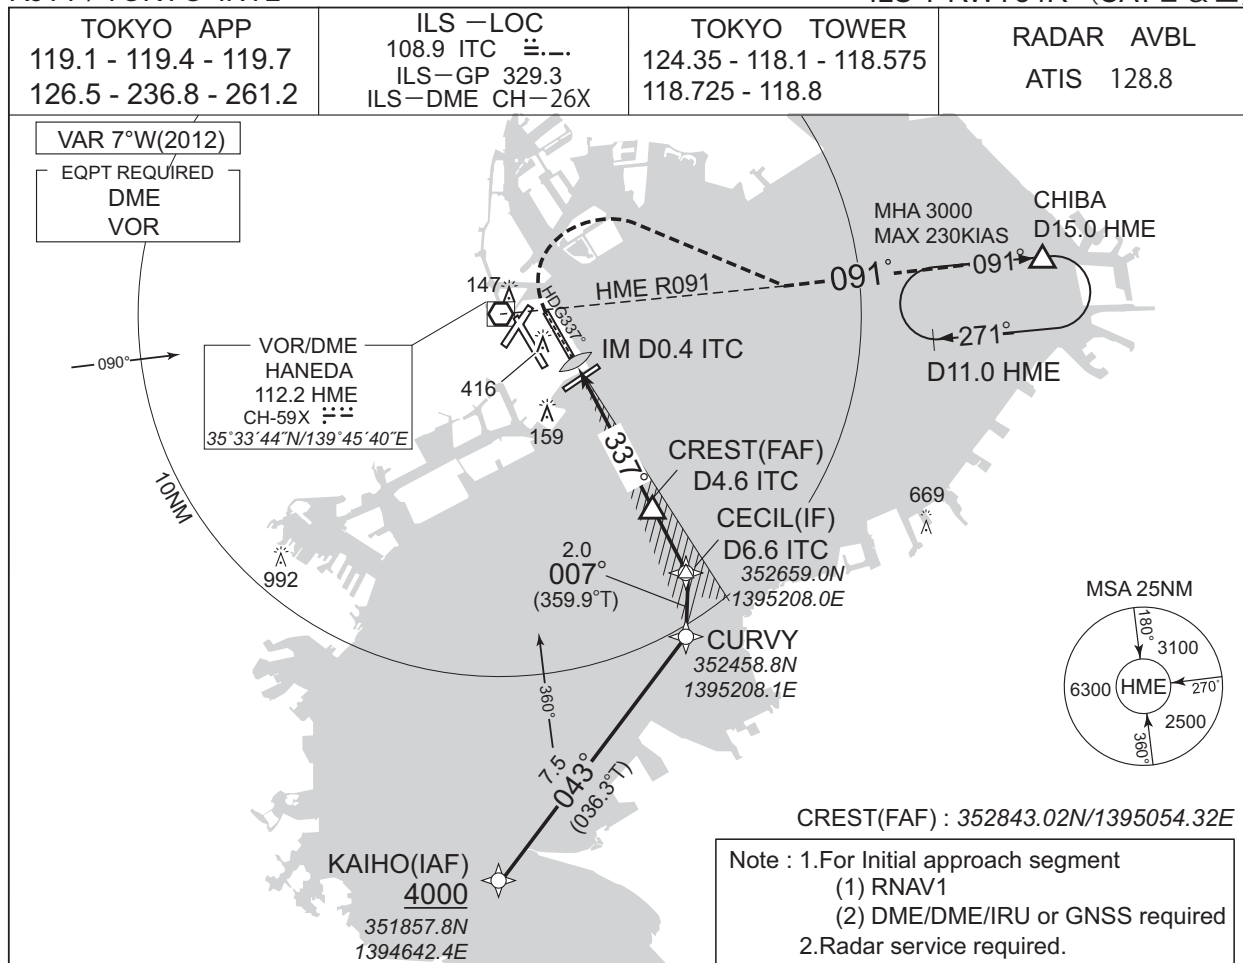 TOKYO APP
119.1 - 119.4 - 119.7
126.5 - 236.8 - 261.2
ILS －LOC
108.9 ITC
ILS－GP 329.3
ILS－DME CH－26X
TOKYO TOWER
124.35 - 118.1 - 118.575
118.725 - 118.8
RADAR AVBL
ATIS 128.8
VAR 7°W(2012)
EQPT REQUIRED
DME
VOR
MHA 3000
MAX 230KIAS
CHIBA
D15.0 HME
091°
091°
HME R091
271°
D11.0 HME
147
HDG337°
IM D0.4 ITC
090°
VOR/DME
HANEDA
112.2 HME
CH-59X
35°33´44˝N/139°45´40˝E
416
159
337°
CREST(FAF)
D4.6 ITC
CECIL(IF)
D6.6 ITC
352659.0N
1395208.0E
669
10NM
992
2.0
007°
(359.9°T)
CURVY
352458.8N
1395208.1E
360°
7.5
043°
(036.3°T)
MSA 25NM
180°
3100
6300
HME
270°
2500
360°
KAIHO(IAF)
4000
351857.8N
1394642.4E
CREST(FAF) : 352843.02N/1395054.32E
Note : 1.For Initial approach segment
(1) RNAV1
(2) DME/DME/IRU or GNSS required
2.Radar service required.